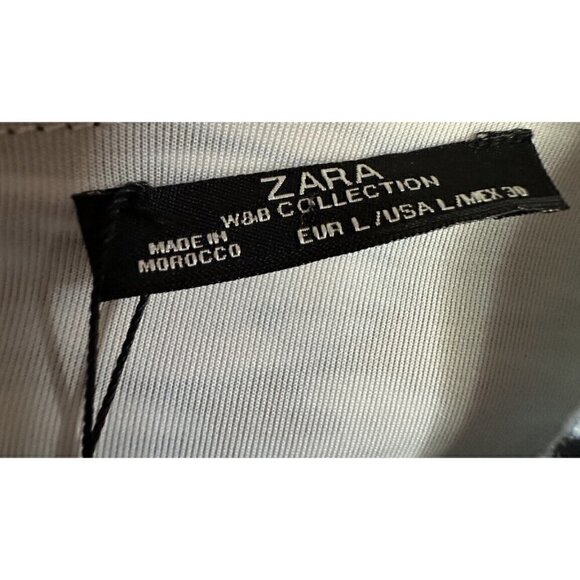 ZARA
W&B COLLECTION
MADE IN
MOROCCO
EUR L / USA L / MEX 30